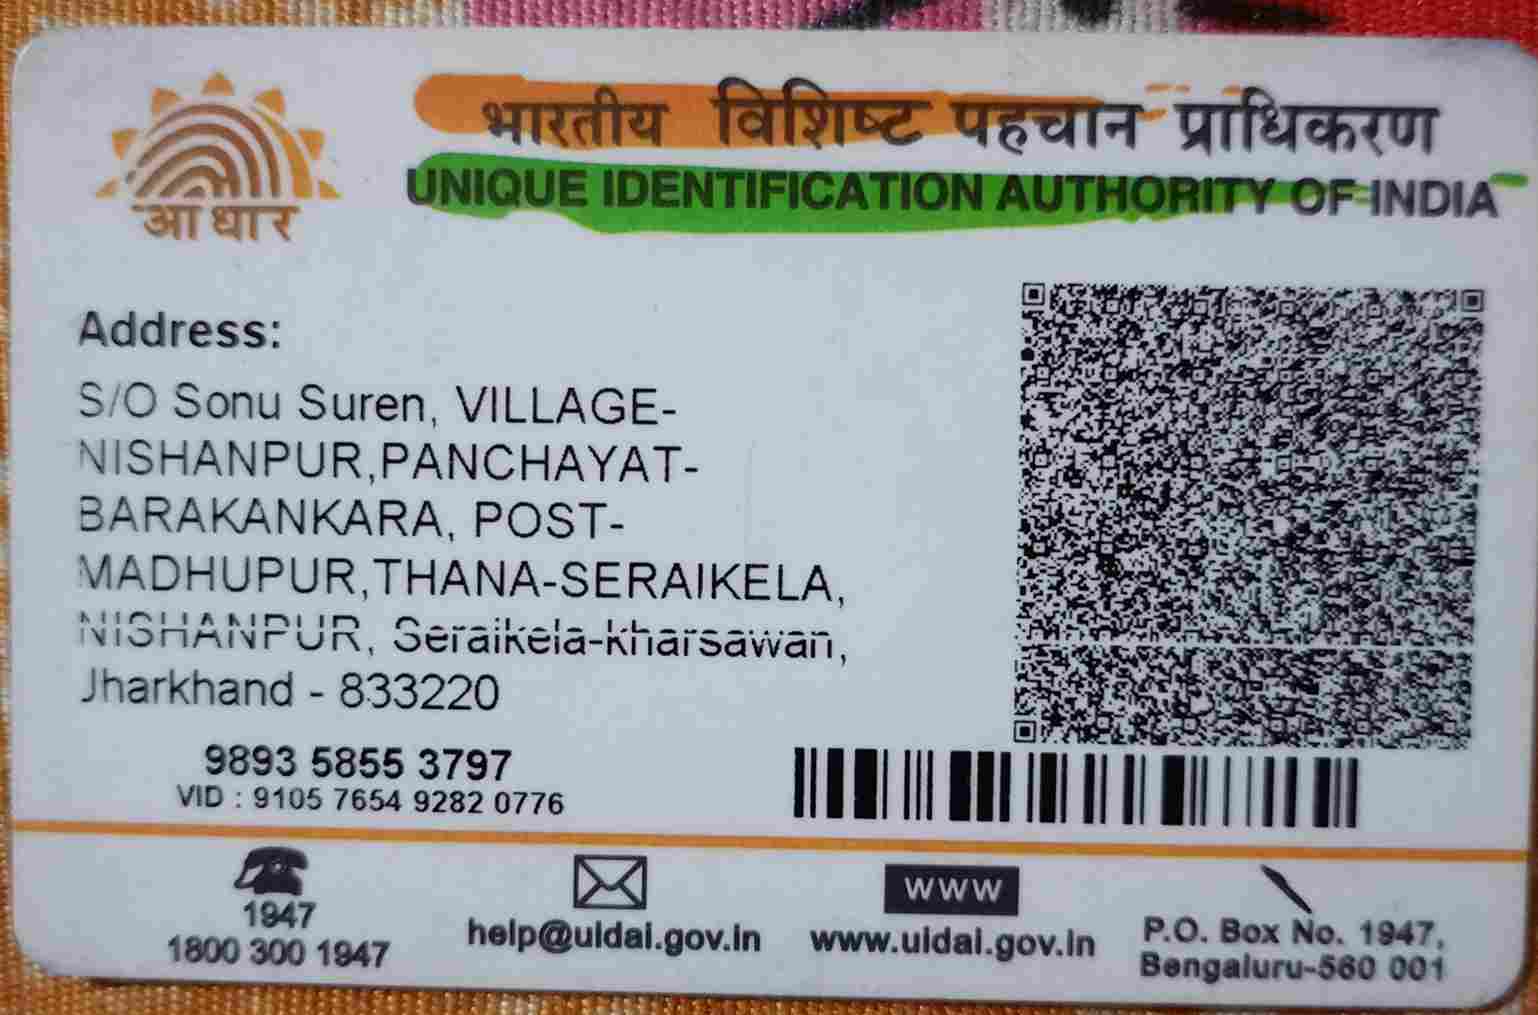 आधार
भारतीय विशिष्ट पहचान प्राधिकरण
UNIQUE IDENTIFICATION AUTHORITY OF INDIA
Address:
S/O Sonu Suren, VILLAGE-
NISHANPUR,PANCHAYAT-
BARAKANKARA, POST-
MADHUPUR,THANA-SERAIKELA,
NISHANPUR, Seraikela-kharsawan,
Jharkhand - 833220
9893 5855 3797
VID : 9105 7654 9282 0776
1947
1800 300 1947
help@uidai.gov.in
www
www.uidai.gov.in
P.O. Box No. 1947,
Bengaluru-560 001